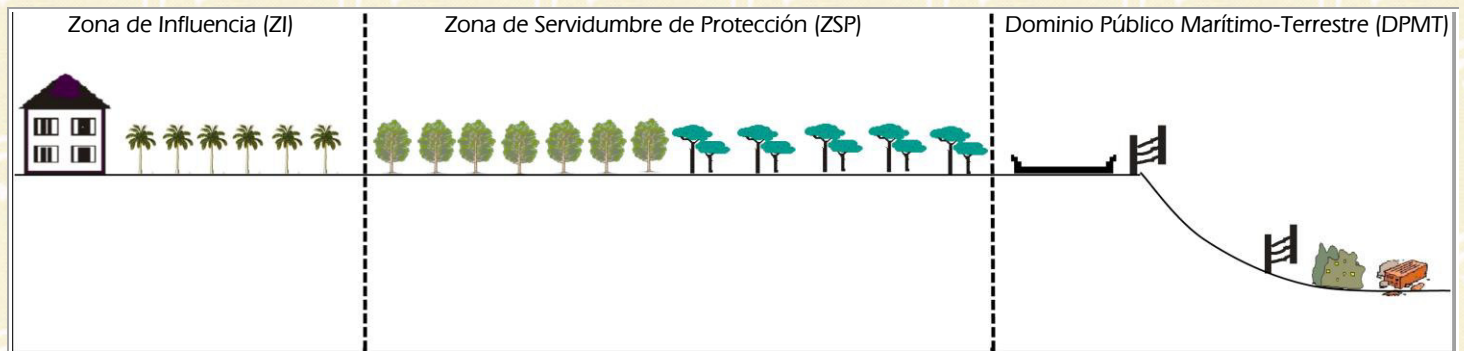 Zona de Influencia (ZI)
Zona de Servidumbre de Protección (ZSP)
Dominio Público Marítimo-Terrestre (DPMT)